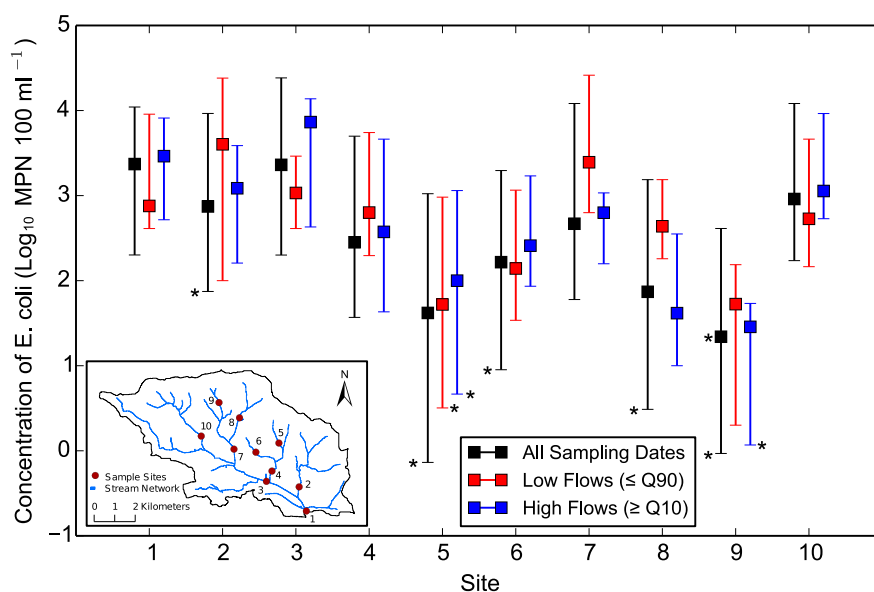 Concentration of E. coli (Log₁₀ MPN 100 ml ⁻¹)
5
4
3
2
1
0
−1
*
*
*
*
*
*
*
*
*
N
9
8
10
5
6
7
4
3
2
1
Sample Sites
Stream Network
0 1 2 Kilometers
All Sampling Dates
Low Flows (≤ Q90)
High Flows (≥ Q10)
1 2 3 4 5 6 7 8 9 10
Site